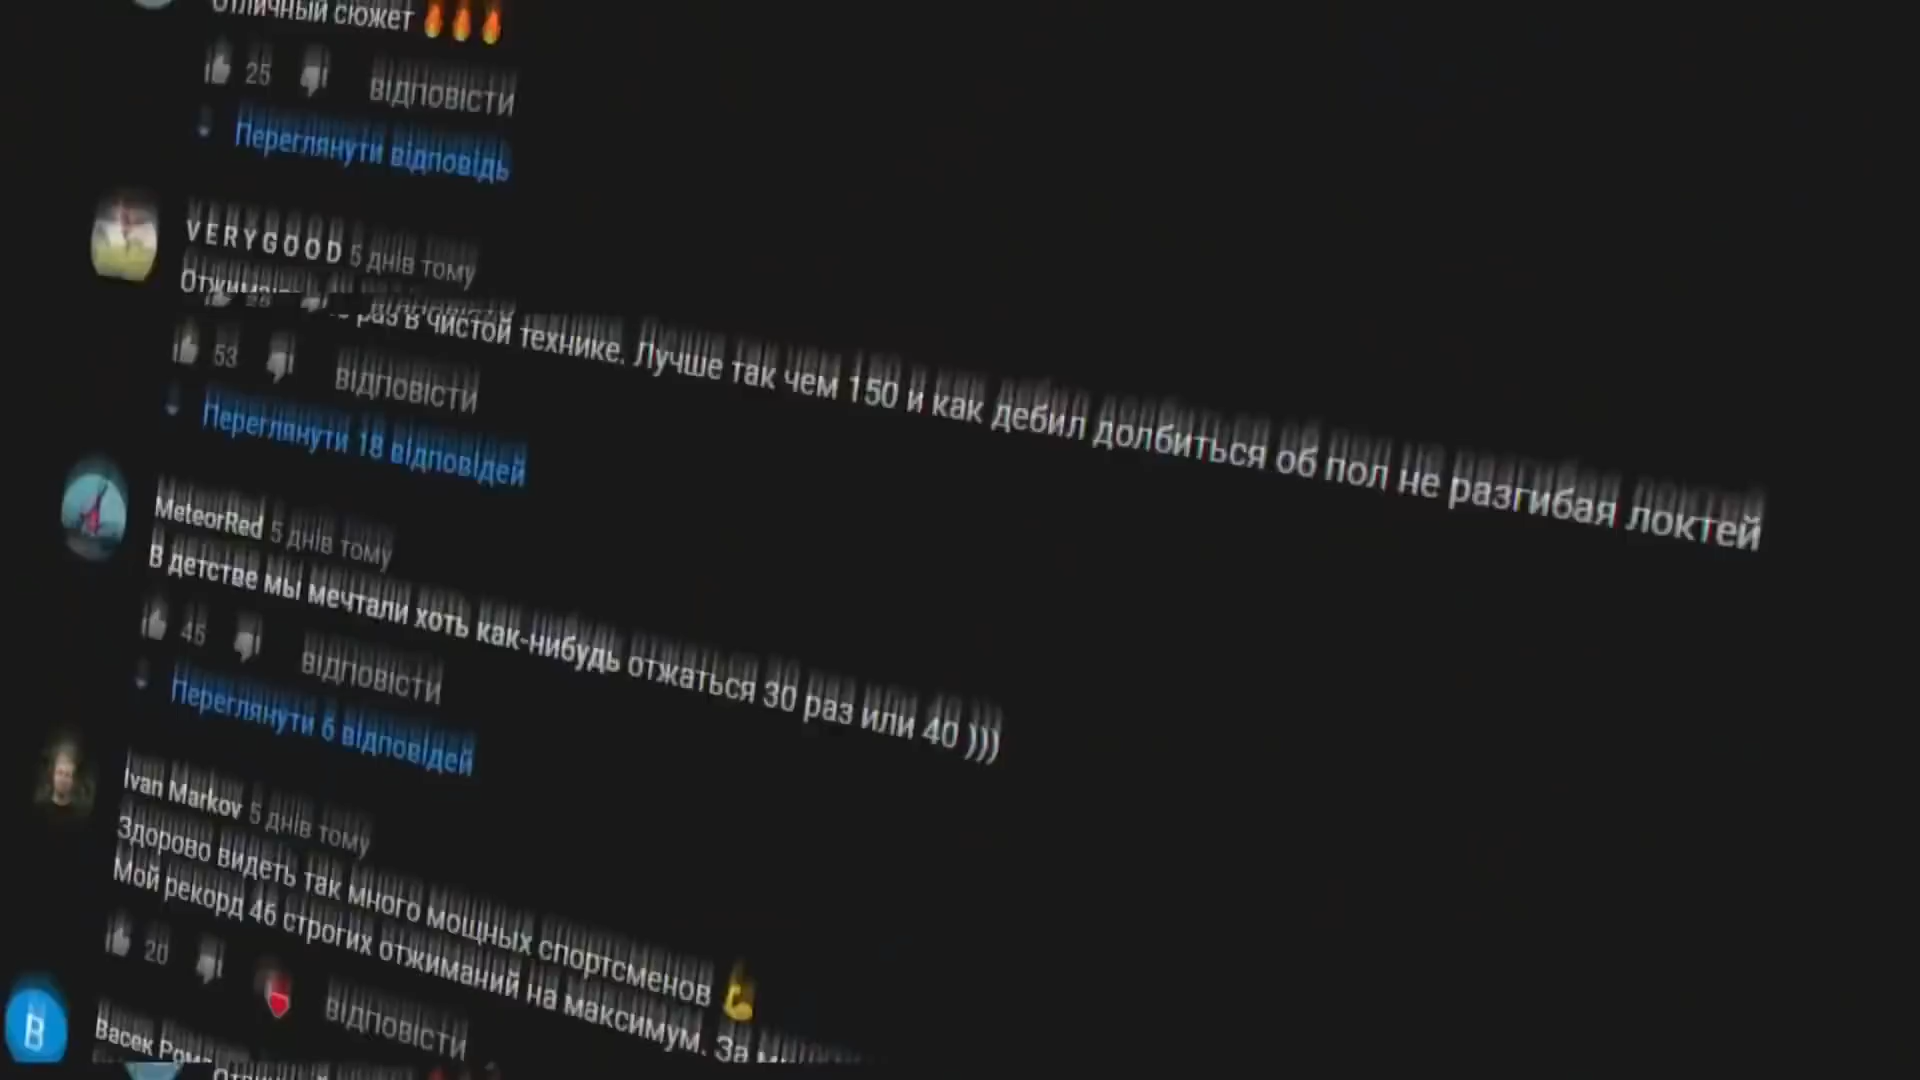 Отличный сюжет 🔥🔥🔥
25 ВІДПОВІСТИ
Переглянути відповідь
VERYGOOD 5 днів тому
раз в чистой технике. Лучше так чем 150 и как дебил долбиться об пол не разгибая локтей
53 ВІДПОВІСТИ
Переглянути 18 відповідей
MeteorRed 5 днів тому
В детстве мы мечтали хоть как-нибудь отжаться 30 раз или 40 )))
45 ВІДПОВІСТИ
Переглянути 6 відповідей
Ivan Markov 5 днів тому
Здорово видеть так много мощных спортсменов 💪
Мой рекорд 46 строгих отжиманий на максимум. За
20 ВІДПОВІСТИ
В
Васек